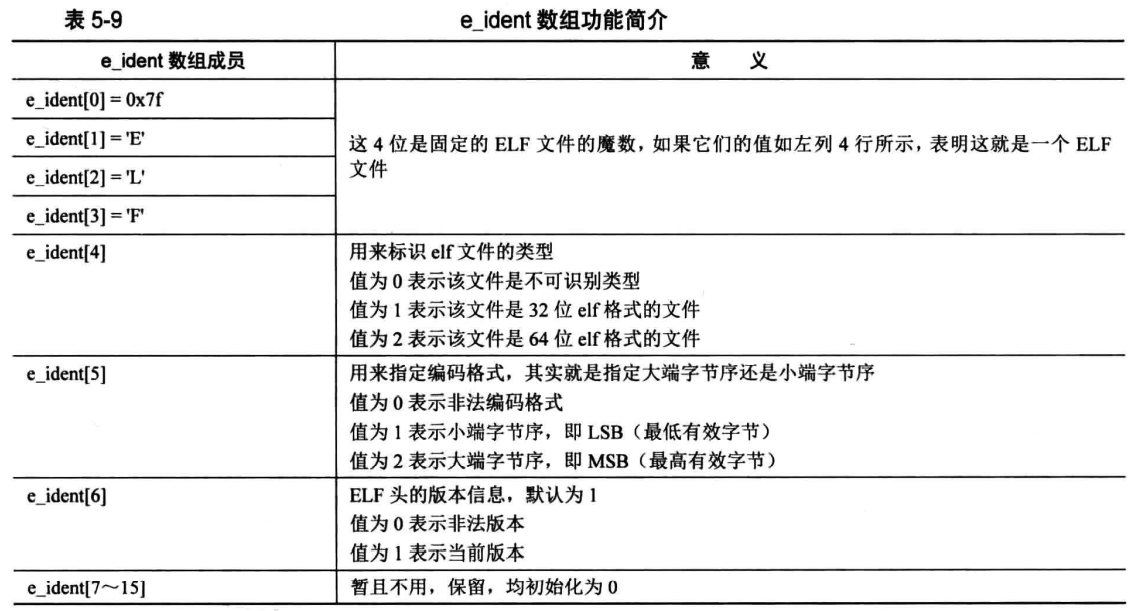 表 5-9 e_ident 数组功能简介
e_ident 数组成员 意 义
e_ident[0] = 0x7f
e_ident[1] = 'E'
e_ident[2] = 'L'
e_ident[3] = 'F'
这 4 位是固定的 ELF 文件的魔数，如果它们的值如左列 4 行所示，表明这就是一个 ELF
文件
e_ident[4] 用来标识 elf 文件的类型
值为 0 表示该文件是不可识别类型
值为 1 表示该文件是 32 位 elf 格式的文件
值为 2 表示该文件是 64 位 elf 格式的文件
e_ident[5] 用来指定编码格式，其实就是指定大端字节序还是小端字节序
值为 0 表示非法编码格式
值为 1 表示小端字节序，即 LSB（最低有效字节）
值为 2 表示大端字节序，即 MSB（最高有效字节）
e_ident[6] ELF 头的版本信息，默认为 1
值为 0 表示非法版本
值为 1 表示当前版本
e_ident[7～15] 暂且不用，保留，均初始化为 0